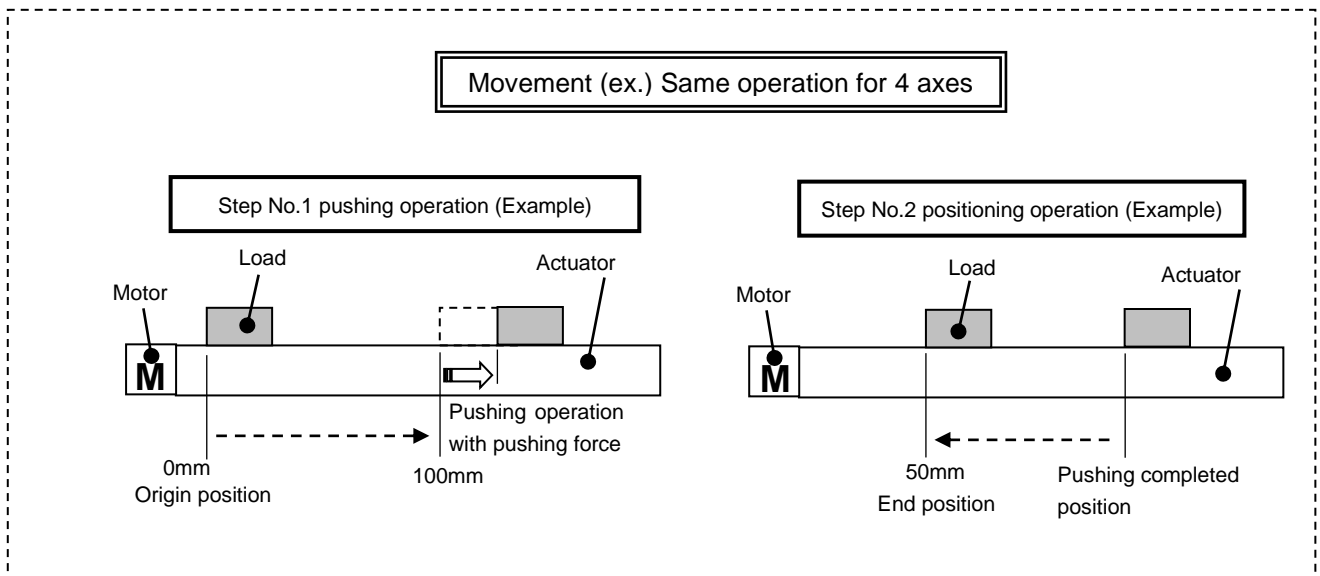 Movement (ex.) Same operation for 4 axes
Step No.1 pushing operation (Example)
Load
Actuator
Motor
M
Pushing operation
with pushing force
0mm
Origin position
100mm
Step No.2 positioning operation (Example)
Load
Actuator
Motor
M
50mm
End position
Pushing completed
position